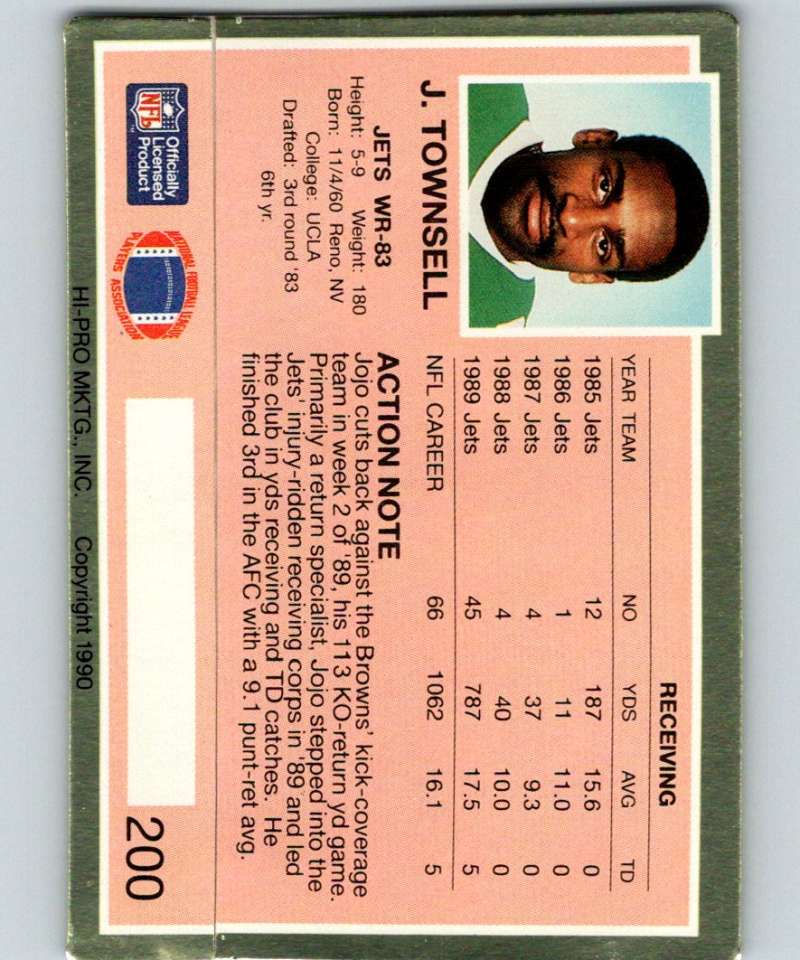 J. TOWNSELL
JETS WR-83
Height: 5-9 Weight: 180
Born: 11/4/60 Reno, NV
College: UCLA
Drafted: 3rd round '83
6th yr.
RECEIVING
YEAR TEAM NO YDS AVG TD
1985 Jets 12 187 15.6 0
1986 Jets 1 11 11.0 0
1987 Jets 4 37 9.3 0
1988 Jets 4 40 10.0 0
1989 Jets 45 787 17.5 5
NFL CAREER 66 1062 16.1 5
ACTION NOTE
Jojo cuts back against the Browns' kick-coverage
team in week 2 of '89, his 113 KO-return yd game.
Primarily a return specialist, Jojo stepped into the
Jets' injury-ridden receiving corps in '89 and led
the club in yds receiving and TD catches. He
finished 3rd in the AFC with a 9.1 punt-ret avg.
NFL
Officially
Licensed
Product
TM
NATIONAL FOOTBALL LEAGUE
PLAYERS ASSOCIATION
200
HI-PRO MKTG., INC. Copyright 1990